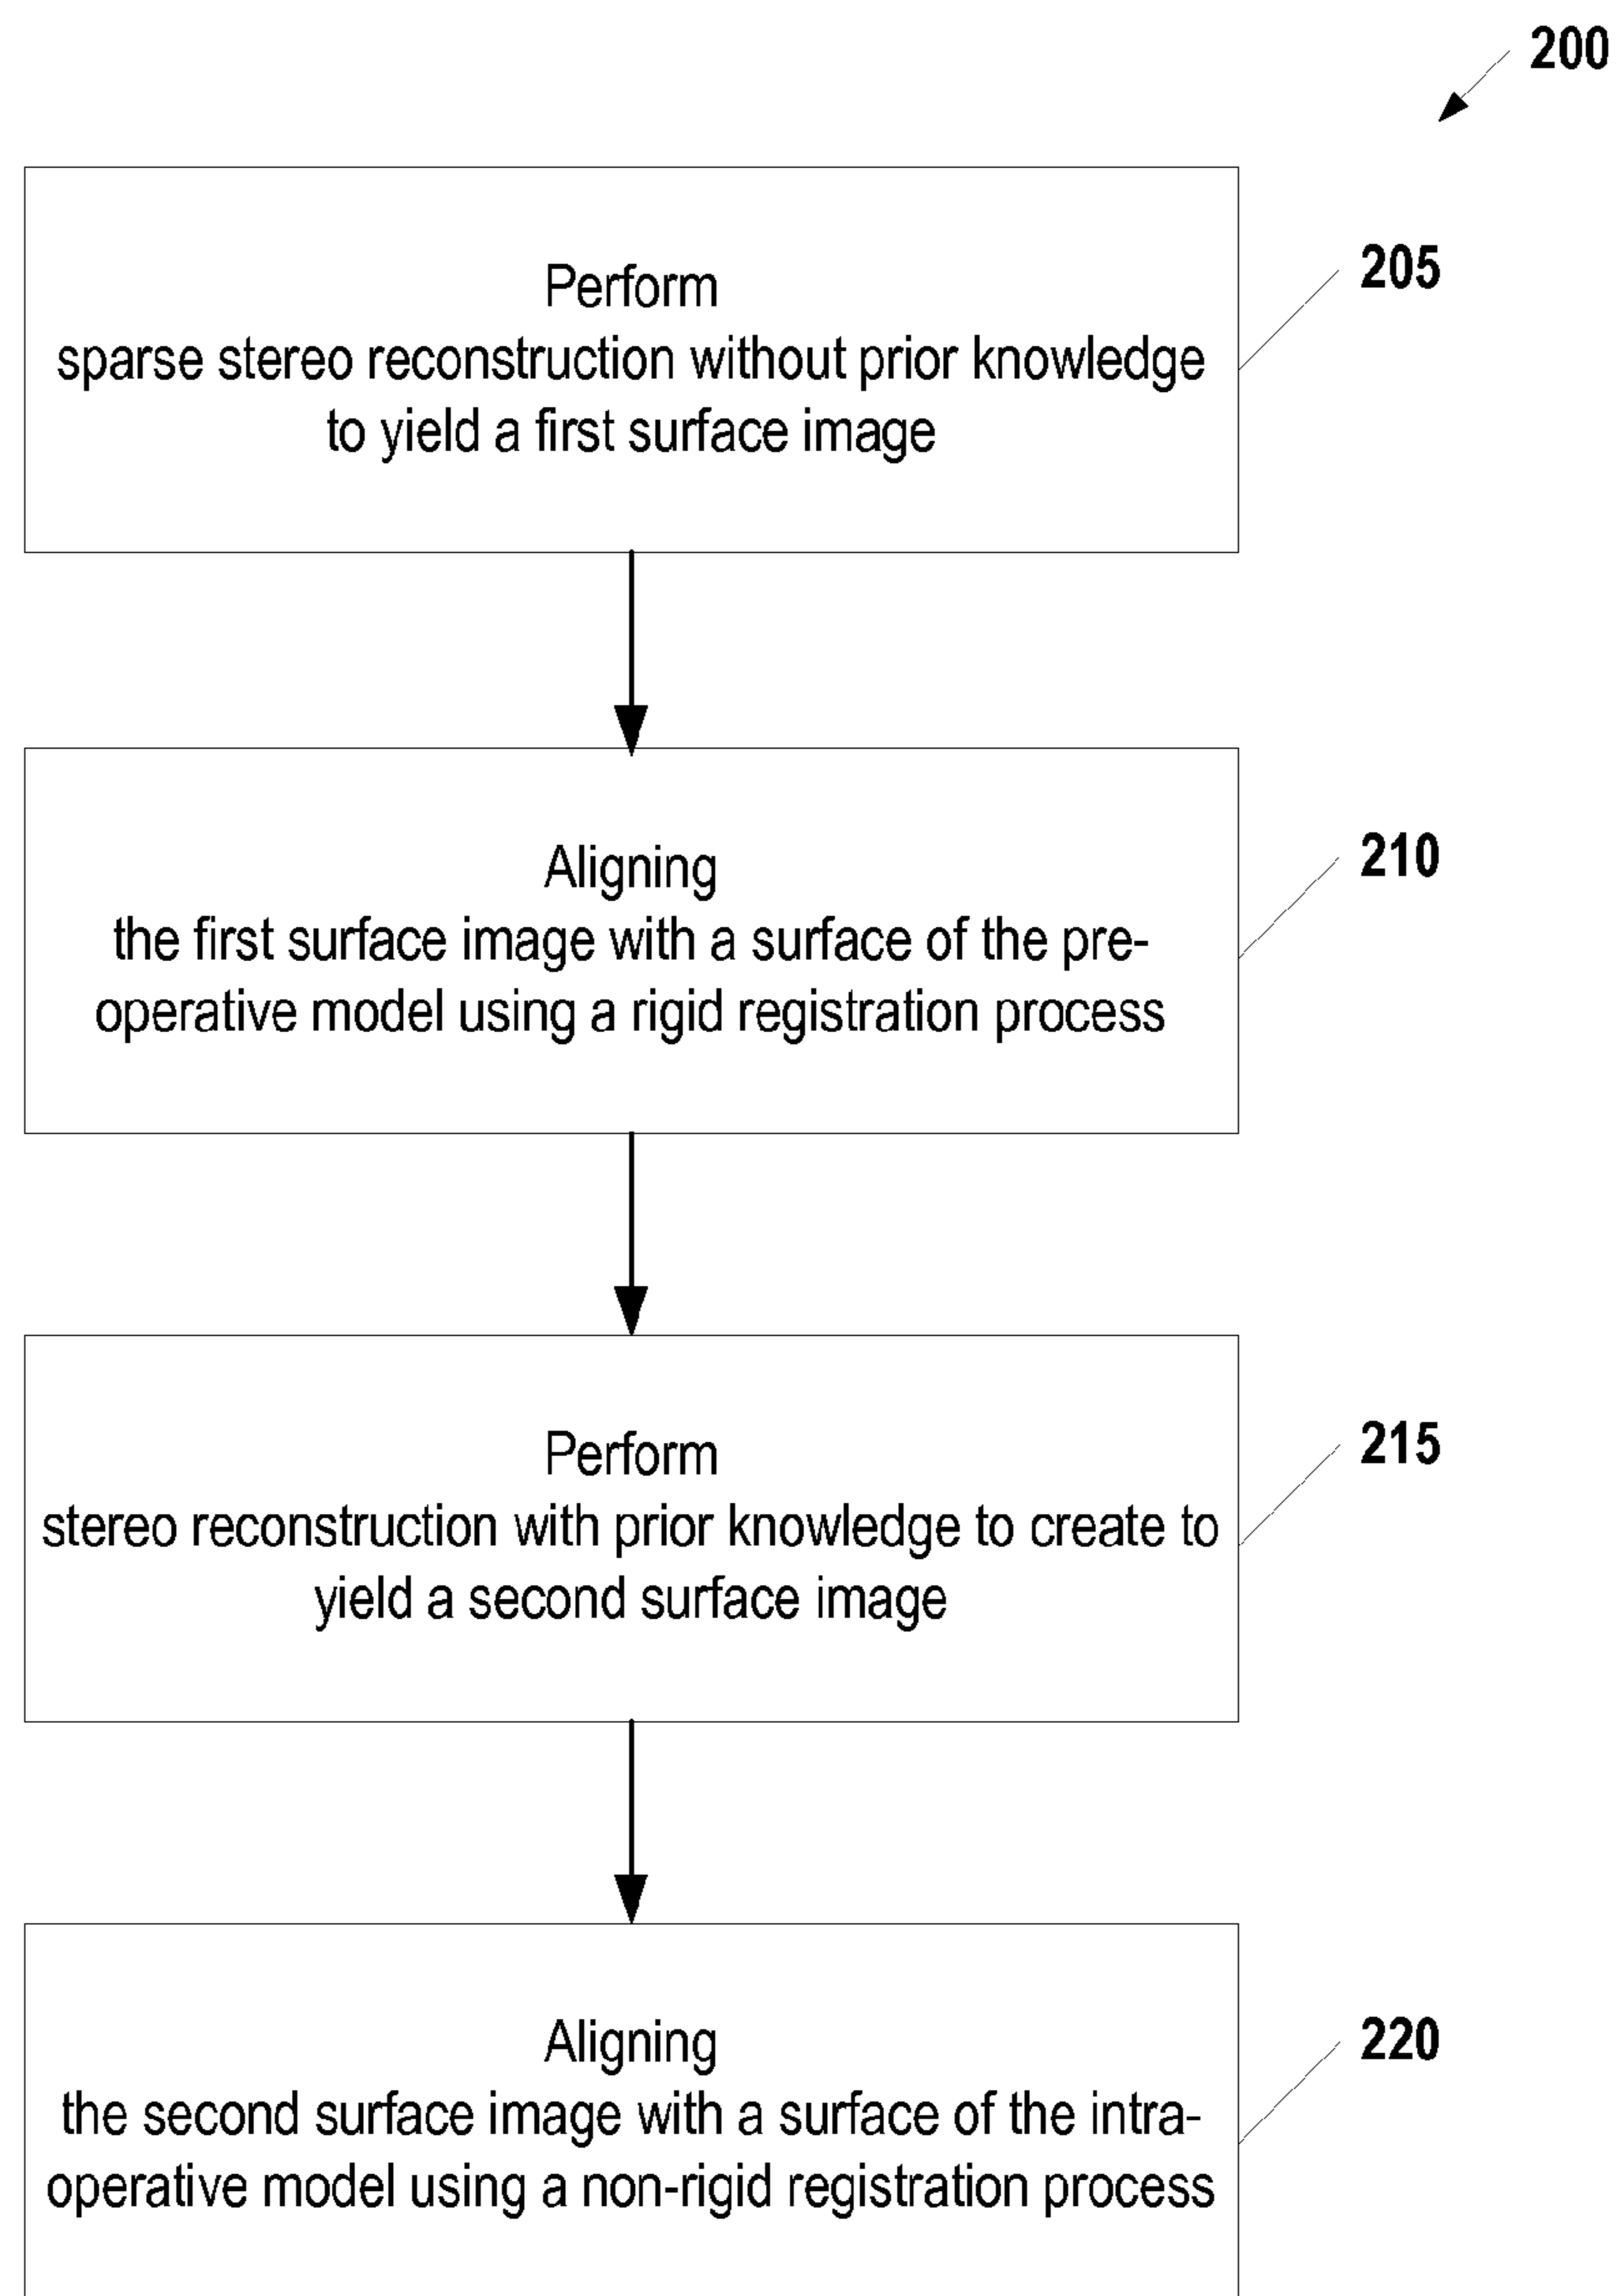 200
Perform
sparse stereo reconstruction without prior knowledge
to yield a first surface image
205
Aligning
the first surface image with a surface of the pre-
operative model using a rigid registration process
210
Perform
stereo reconstruction with prior knowledge to create to
yield a second surface image
215
Aligning
the second surface image with a surface of the intra-
operative model using a non-rigid registration process
220